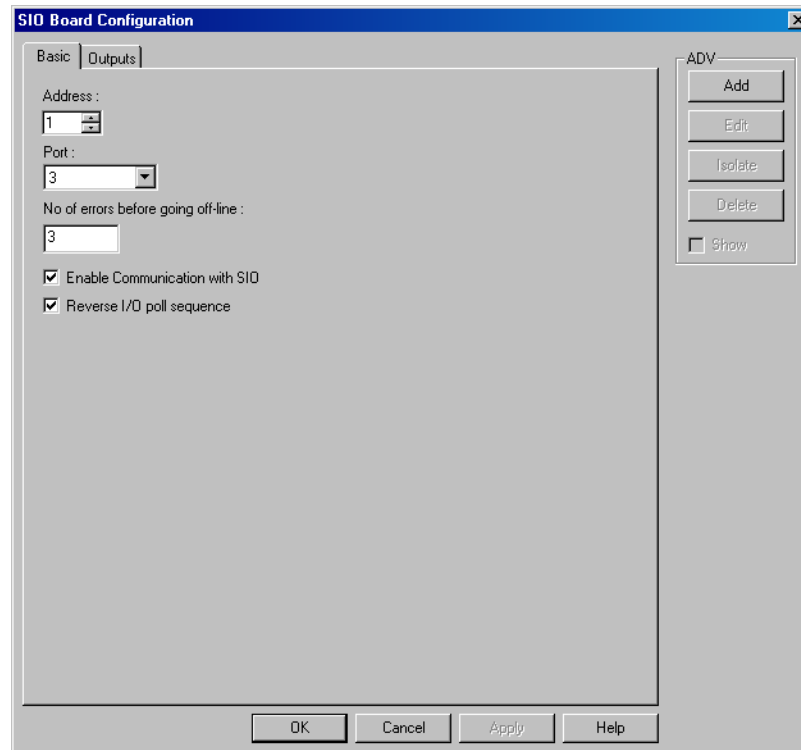 SIO Board Configuration
Basic
Outputs
Address :
1
Port :
3
No of errors before going off-line :
3
Enable Communication with SIO
Reverse I/O poll sequence
ADV
Add
Edit
Isolate
Delete
Show
OK
Cancel
Apply
Help